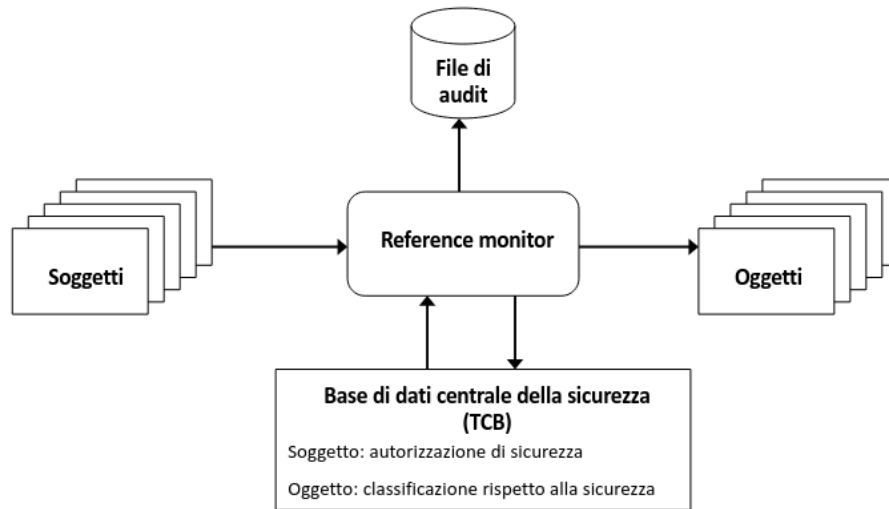 File di
audit
Soggetti
Reference monitor
Oggetti
Base di dati centrale della sicurezza
(TCB)
Soggetto: autorizzazione di sicurezza
Oggetto: classificazione rispetto alla sicurezza